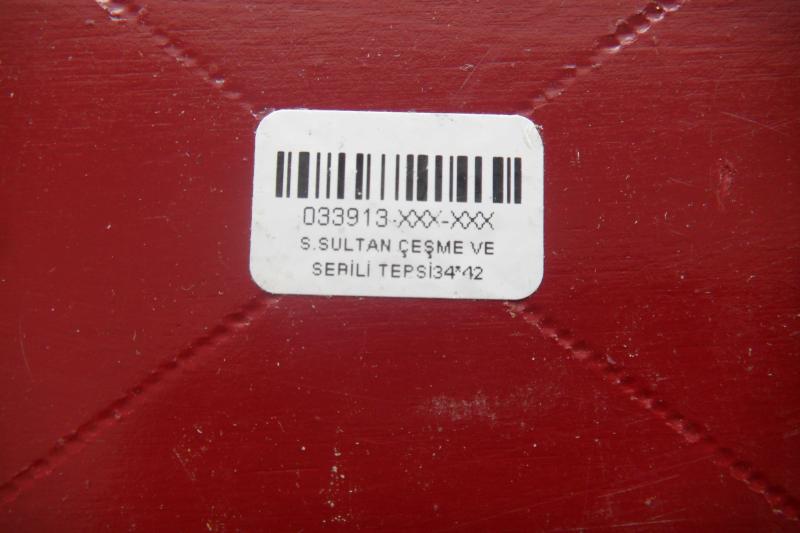 033913-XXX-XXX
S.SULTAN ÇEŞME VE
SERİLİ TEPSİ34*42